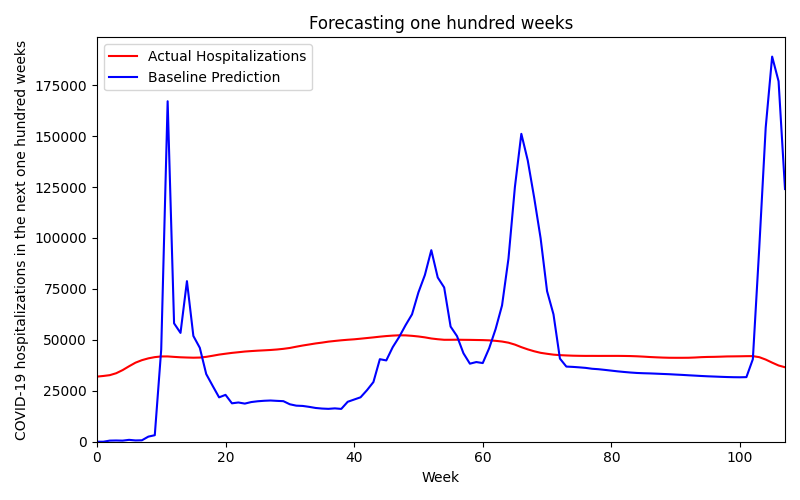 Forecasting one hundred weeks
Actual Hospitalizations
Baseline Prediction
COVID-19 hospitalizations in the next one hundred weeks
175000
150000
125000
100000
75000
50000
25000
0
0 20 40 60 80 100
Week